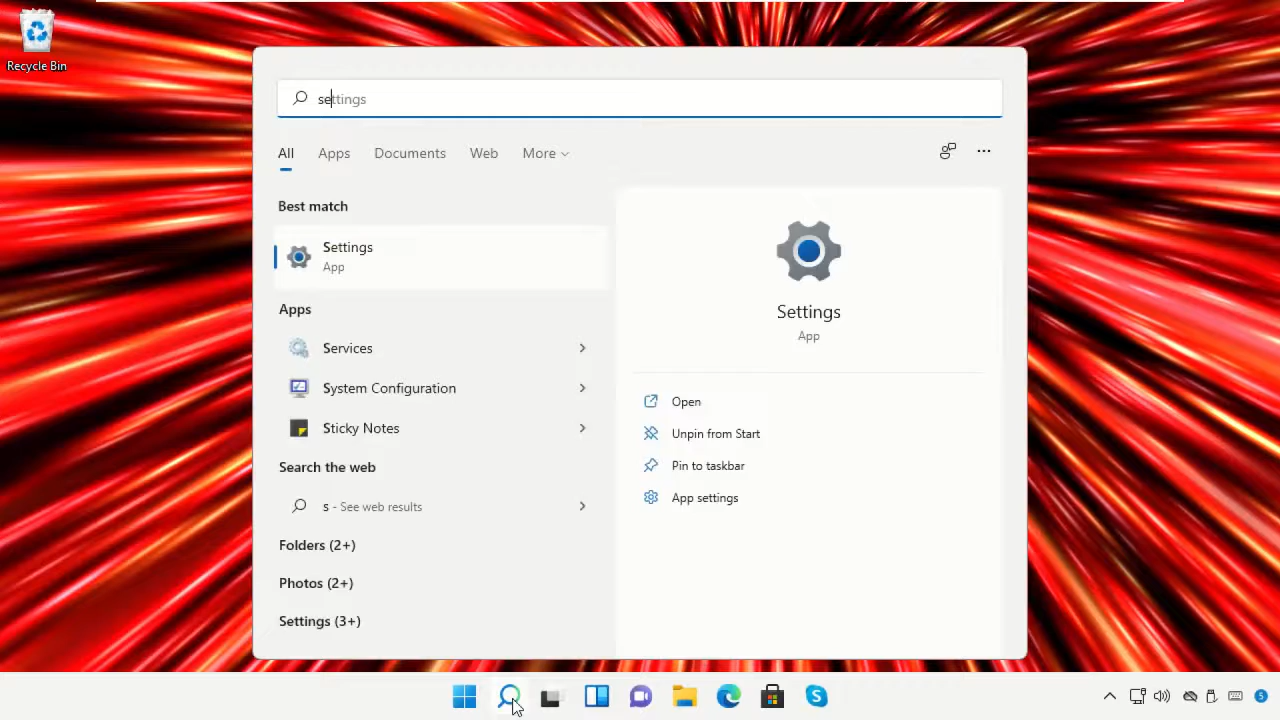 Recycle Bin
settings
All Apps Documents Web More
Best match
Settings
App
Apps
Services
System Configuration
Sticky Notes
Search the web
s - See web results
Folders (2+)
Photos (2+)
Settings (3+)
Settings
App
Open
Unpin from Start
Pin to taskbar
App settings
5